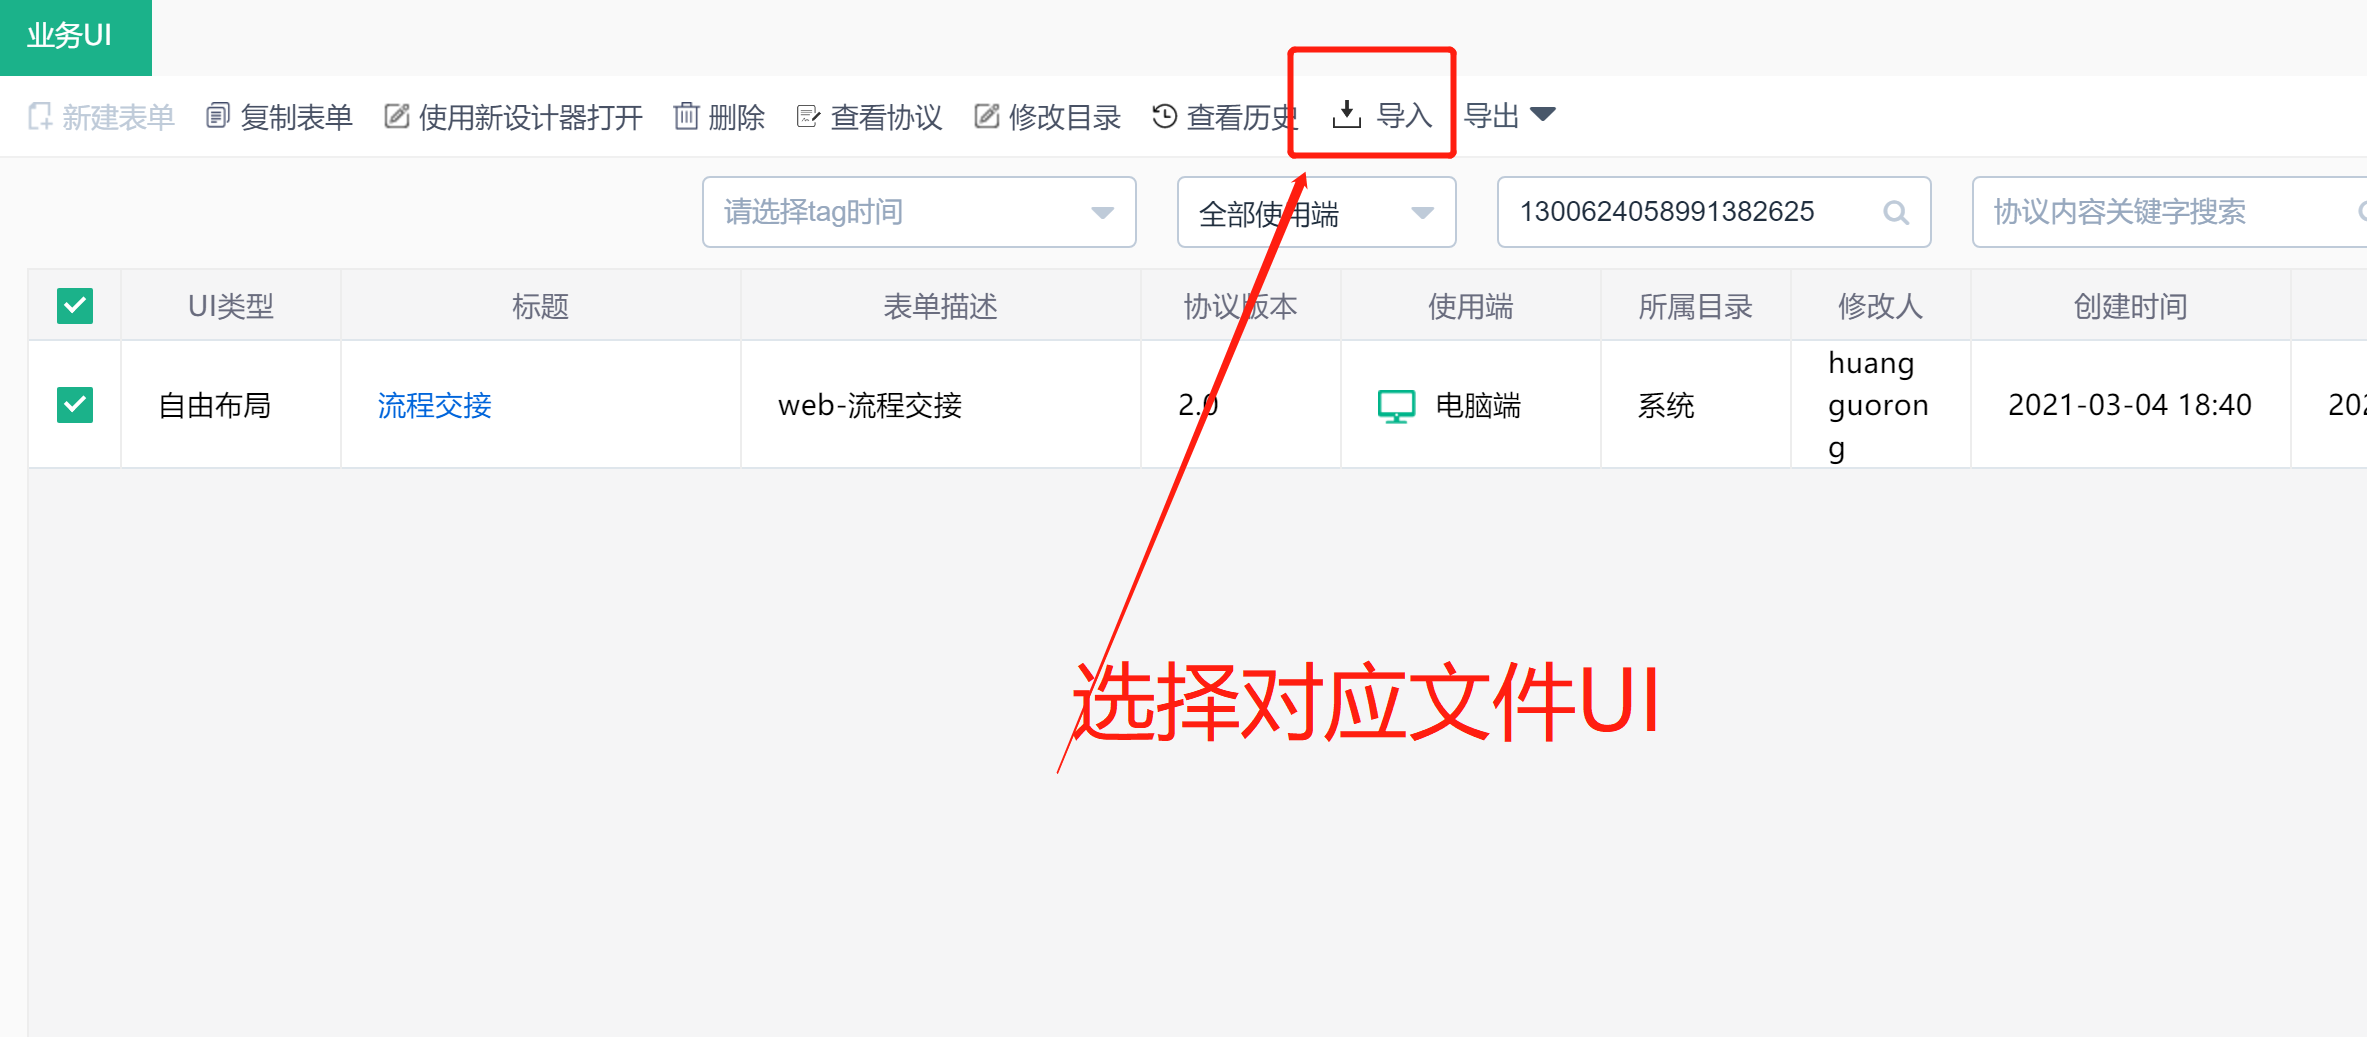 业务UI
新建表单 复制表单 使用新设计器打开 删除 查看协议 修改目录 查看历史 导入 导出
请选择tag时间 全部使用端 1300624058991382625 协议内容关键字搜索
UI类型 标题 表单描述 协议版本 使用端 所属目录 修改人 创建时间
自由布局 流程交接 web-流程交接 2.0 电脑端 系统 huang guorong 2021-03-04 18:40
选择对应文件UI